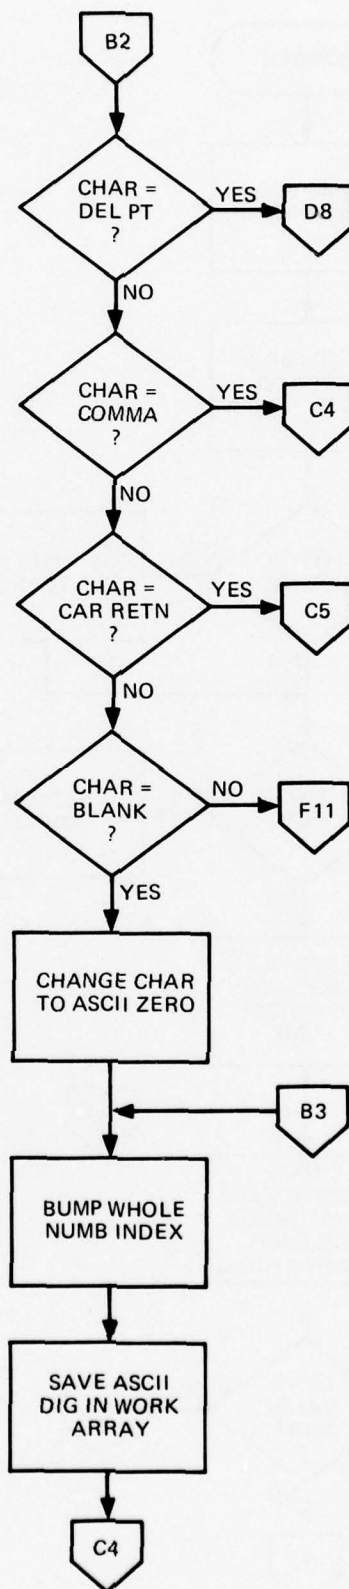 B2
CHAR =
DEL PT
?
YES
D8
NO
CHAR =
COMMA
?
YES
C4
NO
CHAR =
CAR RETN
?
YES
C5
NO
CHAR =
BLANK
?
NO
F11
YES
CHANGE CHAR
TO ASCII ZERO
B3
BUMP WHOLE
NUMB INDEX
SAVE ASCII
DIG IN WORK
ARRAY
C4